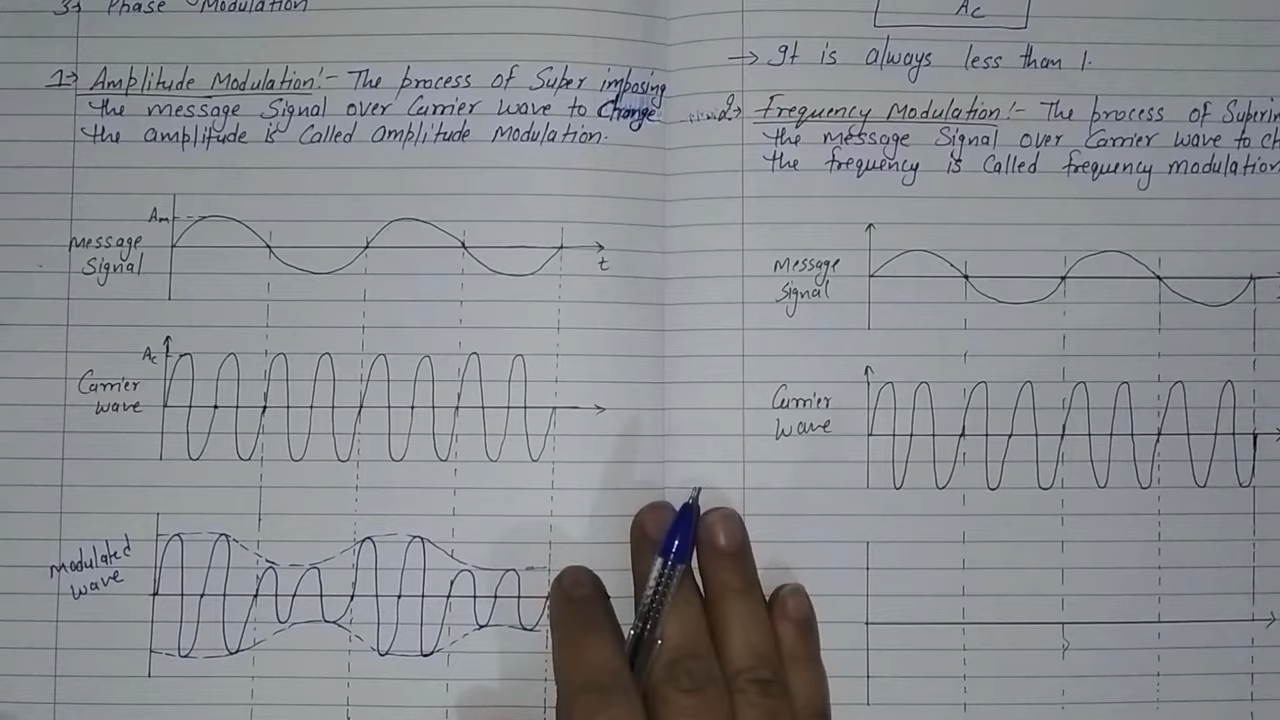 3→ Phase Modulation
1→ Amplitude Modulation:- The process of Super imposing
the message Signal over Carrier wave to Change
the amplitude is Called amplitude Modulation.
Am
Message
Signal
t
Ac
Carrier
wave
Modulated
wave
Ac
→ It is always less than 1.
2→ Frequency Modulation:- The process of Superim
the message Signal over Carrier wave to ch
the frequency is Called frequency modulation
Message
Signal
Carrier
wave